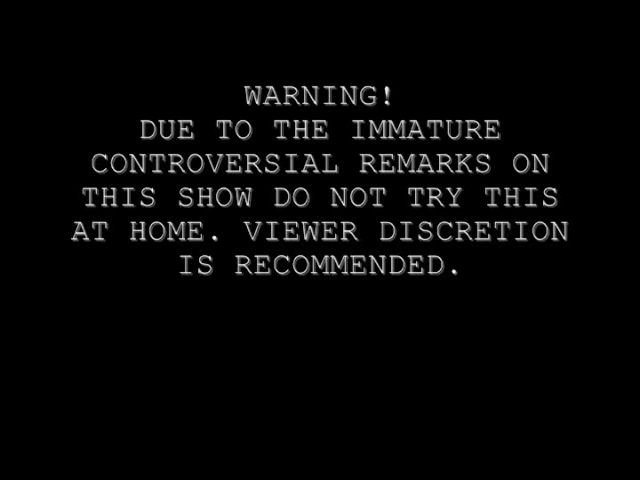 WARNING!
DUE TO THE IMMATURE
CONTROVERSIAL REMARKS ON
THIS SHOW DO NOT TRY THIS
AT HOME. VIEWER DISCRETION
IS RECOMMENDED.